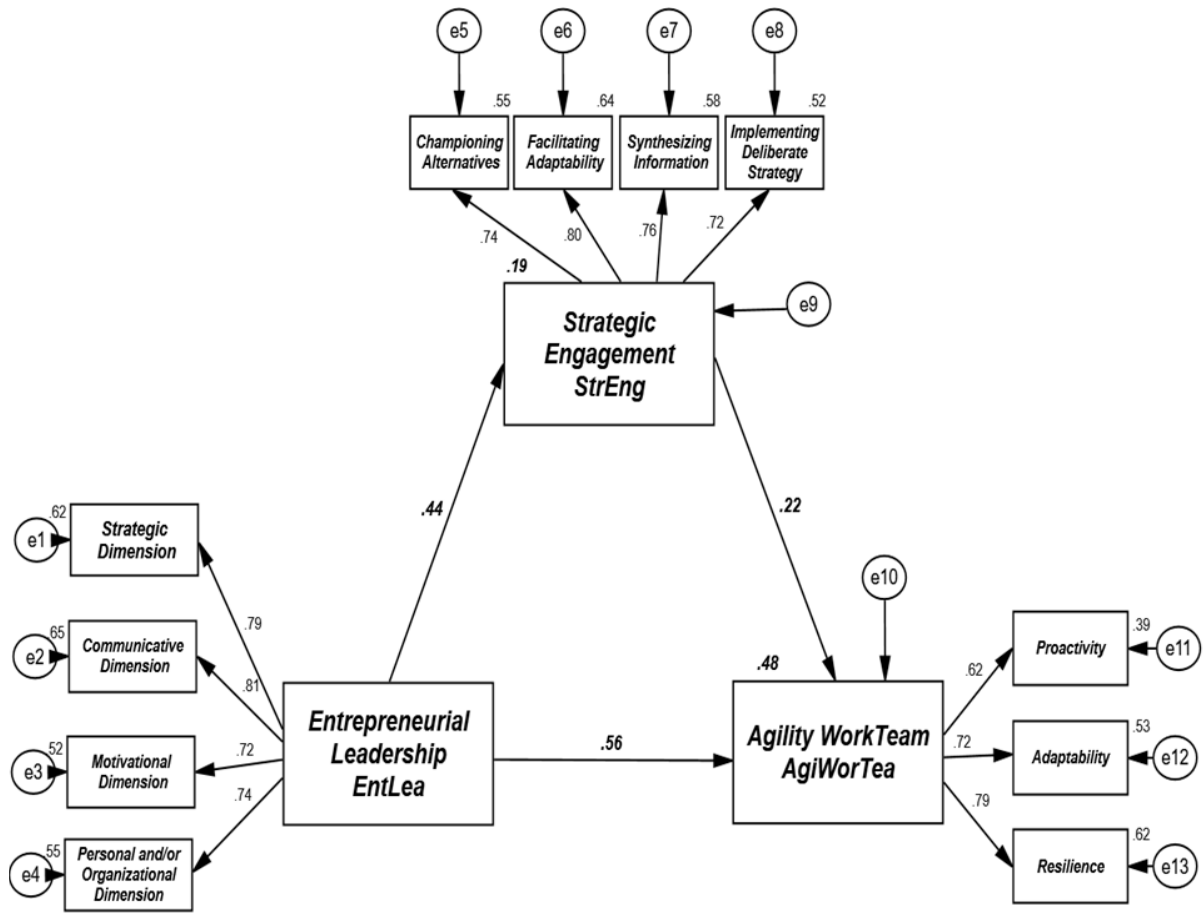 e5
e6
e7
e8
.55
.64
.58
.52
Championing
Alternatives
Facilitating
Adaptability
Synthesizing
Information
Implementing
Deliberate
Strategy
.74
.80
.76
.72
.19
Strategic
Engagement
StrEng
e9
.44
.22
.62
e1
Strategic
Dimension
.79
.65
e2
Communicative
Dimension
.81
.52
e3
Motivational
Dimension
.72
.55
e4
Personal and/or
Organizational
Dimension
.74
Entrepreneurial
Leadership
EntLea
.56
e10
.48
Agility WorkTeam
AgiWorTea
.62
Proactivity
.39
e11
.72
Adaptability
.53
e12
.79
Resilience
.62
e13